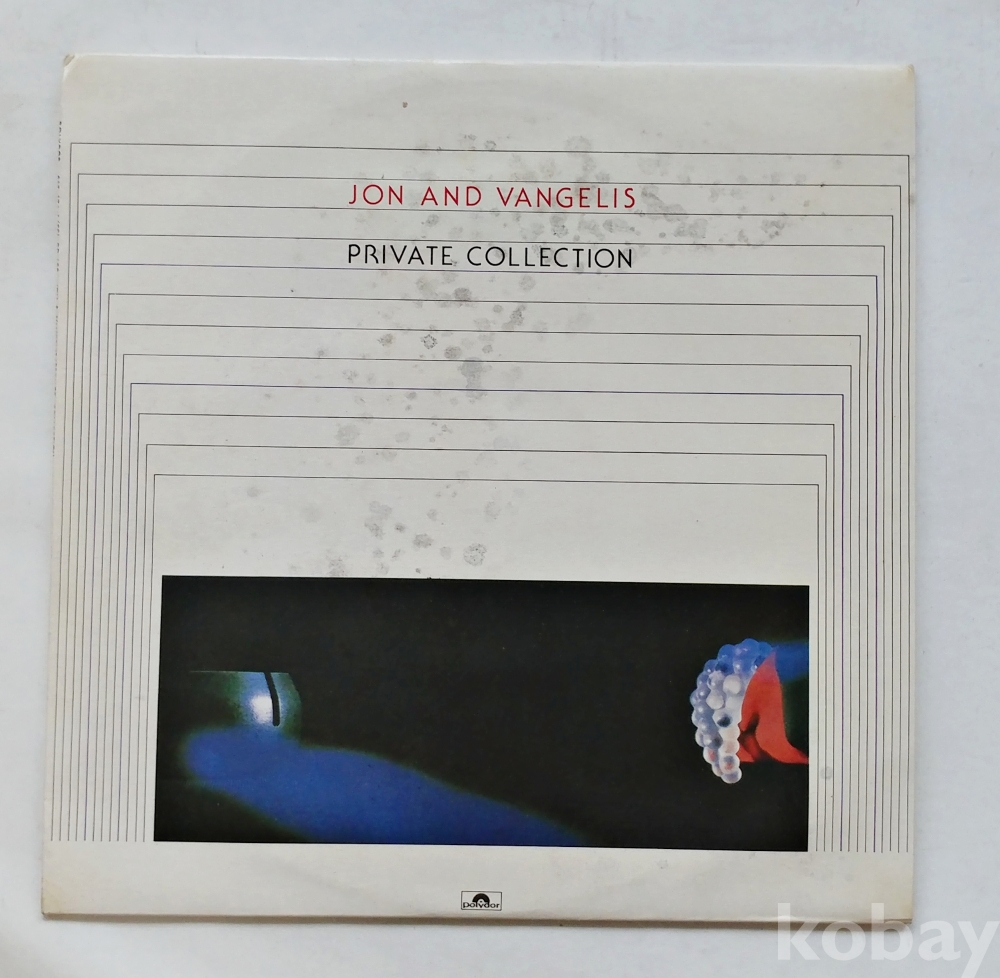 JON AND VANGELIS
PRIVATE COLLECTION
polydor
kobay